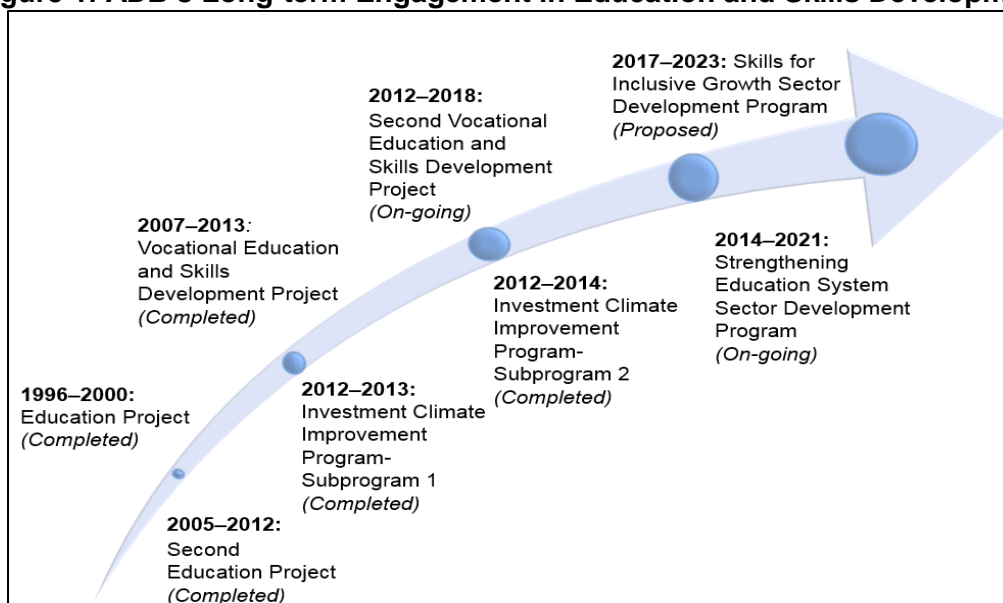 gure 1: ADB's Long-term Engagement in Education and Skills Developm
2017–2023: Skills for
Inclusive Growth Sector
Development Program
(Proposed)
2012–2018:
Second Vocational
Education and
Skills Development
Project
(On-going)
2007–2013:
Vocational Education
and Skills
Development Project
(Completed)
1996–2000:
Education Project
(Completed)
2005–2012:
Second
Education Project
(Completed)
2012–2013:
Investment Climate
Improvement
Program-
Subprogram 1
(Completed)
2012–2014:
Investment Climate
Improvement
Program-
Subprogram 2
(Completed)
2014–2021:
Strengthening
Education System
Sector Development
Program
(On-going)